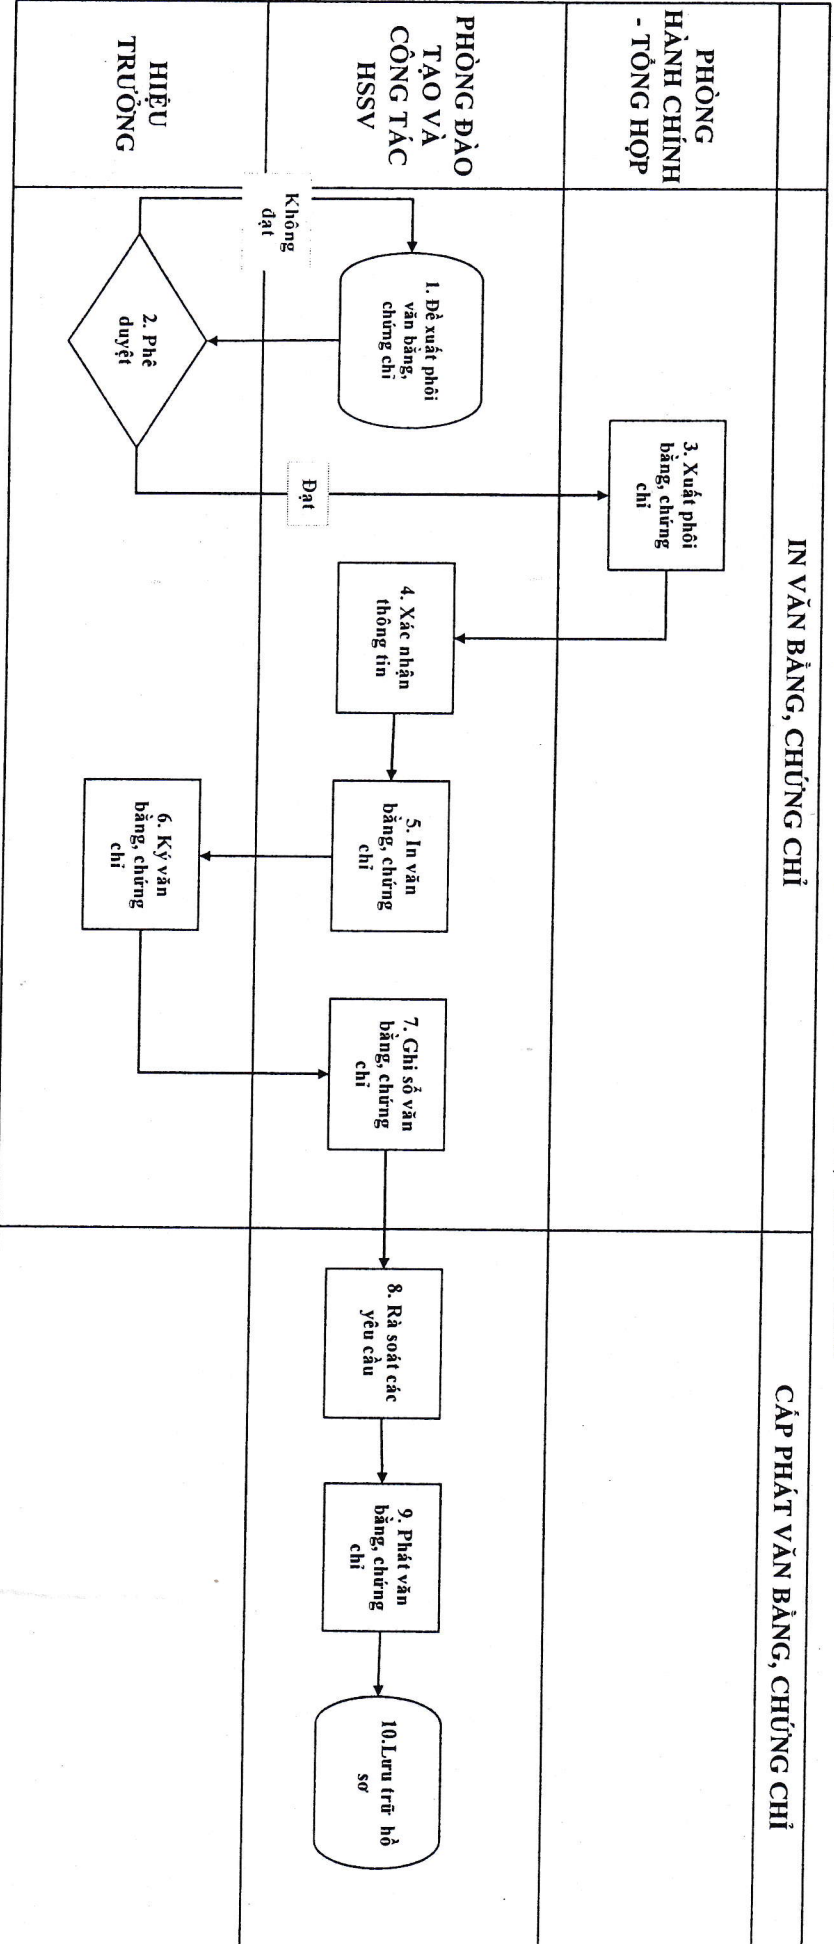 IN VĂN BẰNG, CHỨNG CHỈ
CẤP PHÁT VĂN BẰNG, CHỨNG CHỈ
PHÒNG
HÀNH CHÍNH
- TỔNG HỢP
3. Xuất phôi
bằng, chứng
chỉ
PHÒNG ĐÀO
TẠO VÀ
CÔNG TÁC
HSSV
1. Đề xuất phôi
văn bằng,
chứng chỉ
4. Xác nhận
thông tin
5. In văn
bằng, chứng
chỉ
7. Ghi sổ văn
bằng, chứng
chỉ
8. Rà soát các
yêu cầu
9. Phát văn
bằng, chứng
chỉ
10.Lưu trữ hồ
sơ
Không
đạt
Đạt
HIỆU
TRƯỞNG
2. Phê
duyệt
6. Ký văn
bằng, chứng
chỉ